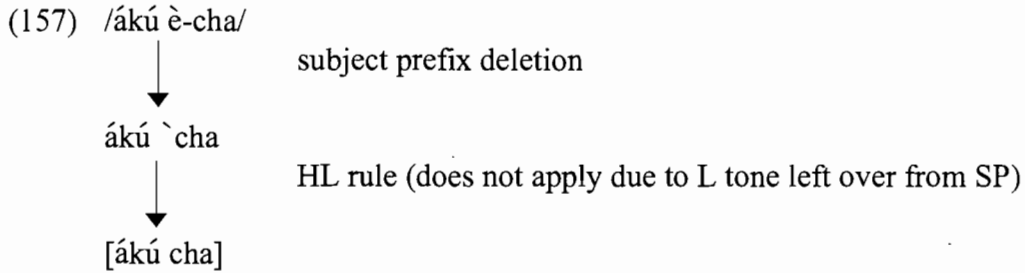 (157) /ákú è-cha/
subject prefix deletion
ákú `cha
HL rule (does not apply due to L tone left over from SP)
[ákú cha]